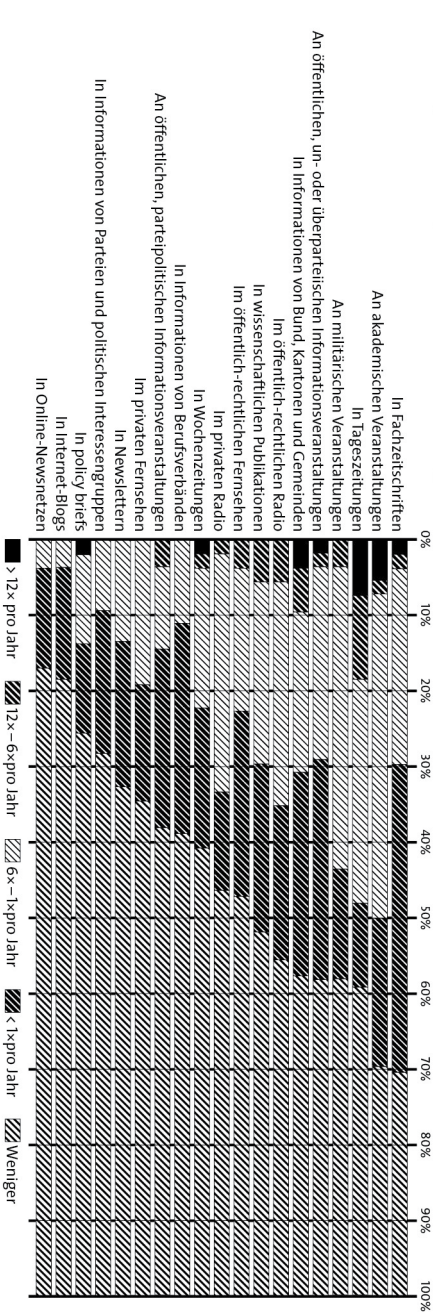 In Fachzeitschriften
An akademischen Veranstaltungen
In Tageszeitungen
An militärischen Veranstaltungen
An öffentlichen, un- oder überparteiischen Informationsveranstaltungen
In Informationen von Bund, Kantonen und Gemeinden
Im öffentlich-rechtlichen Radio
In wissenschaftlichen Publikationen
Im öffentlich-rechtlichen Fernsehen
Im privaten Radio
In Wochenzeitungen
In Informationen von Berufsverbänden
An öffentlichen, parteipolitischen Informationsveranstaltungen
Im privaten Fernsehen
In Newslettern
In Informationen von Parteien und politischen Interessengruppen
In policy briefs
In Internet-Blogs
In Online-Newsnetzen
0% 10% 20% 30% 40% 50% 60% 70% 80% 90% 100%
> 12× pro Jahr 12×–6×pro Jahr 6×–1×pro Jahr < 1×pro Jahr Weniger